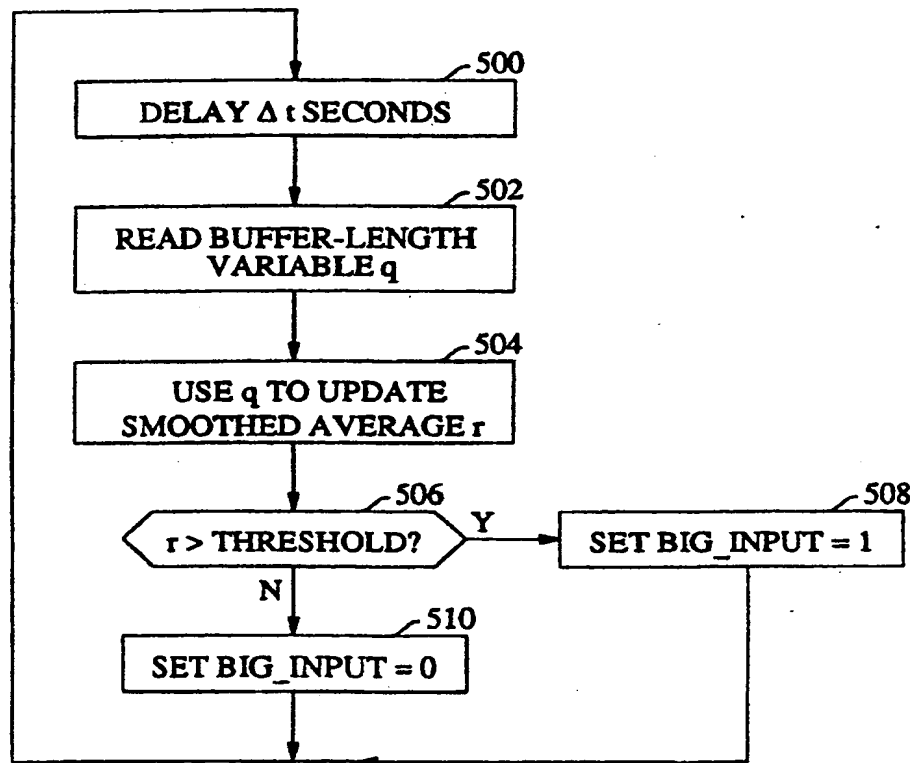 500
DELAY Δ t SECONDS
502
READ BUFFER-LENGTH
VARIABLE q
504
USE q TO UPDATE
SMOOTHED AVERAGE r
506
r > THRESHOLD?
Y
508
SET BIG_INPUT = 1
N
510
SET BIG_INPUT = 0